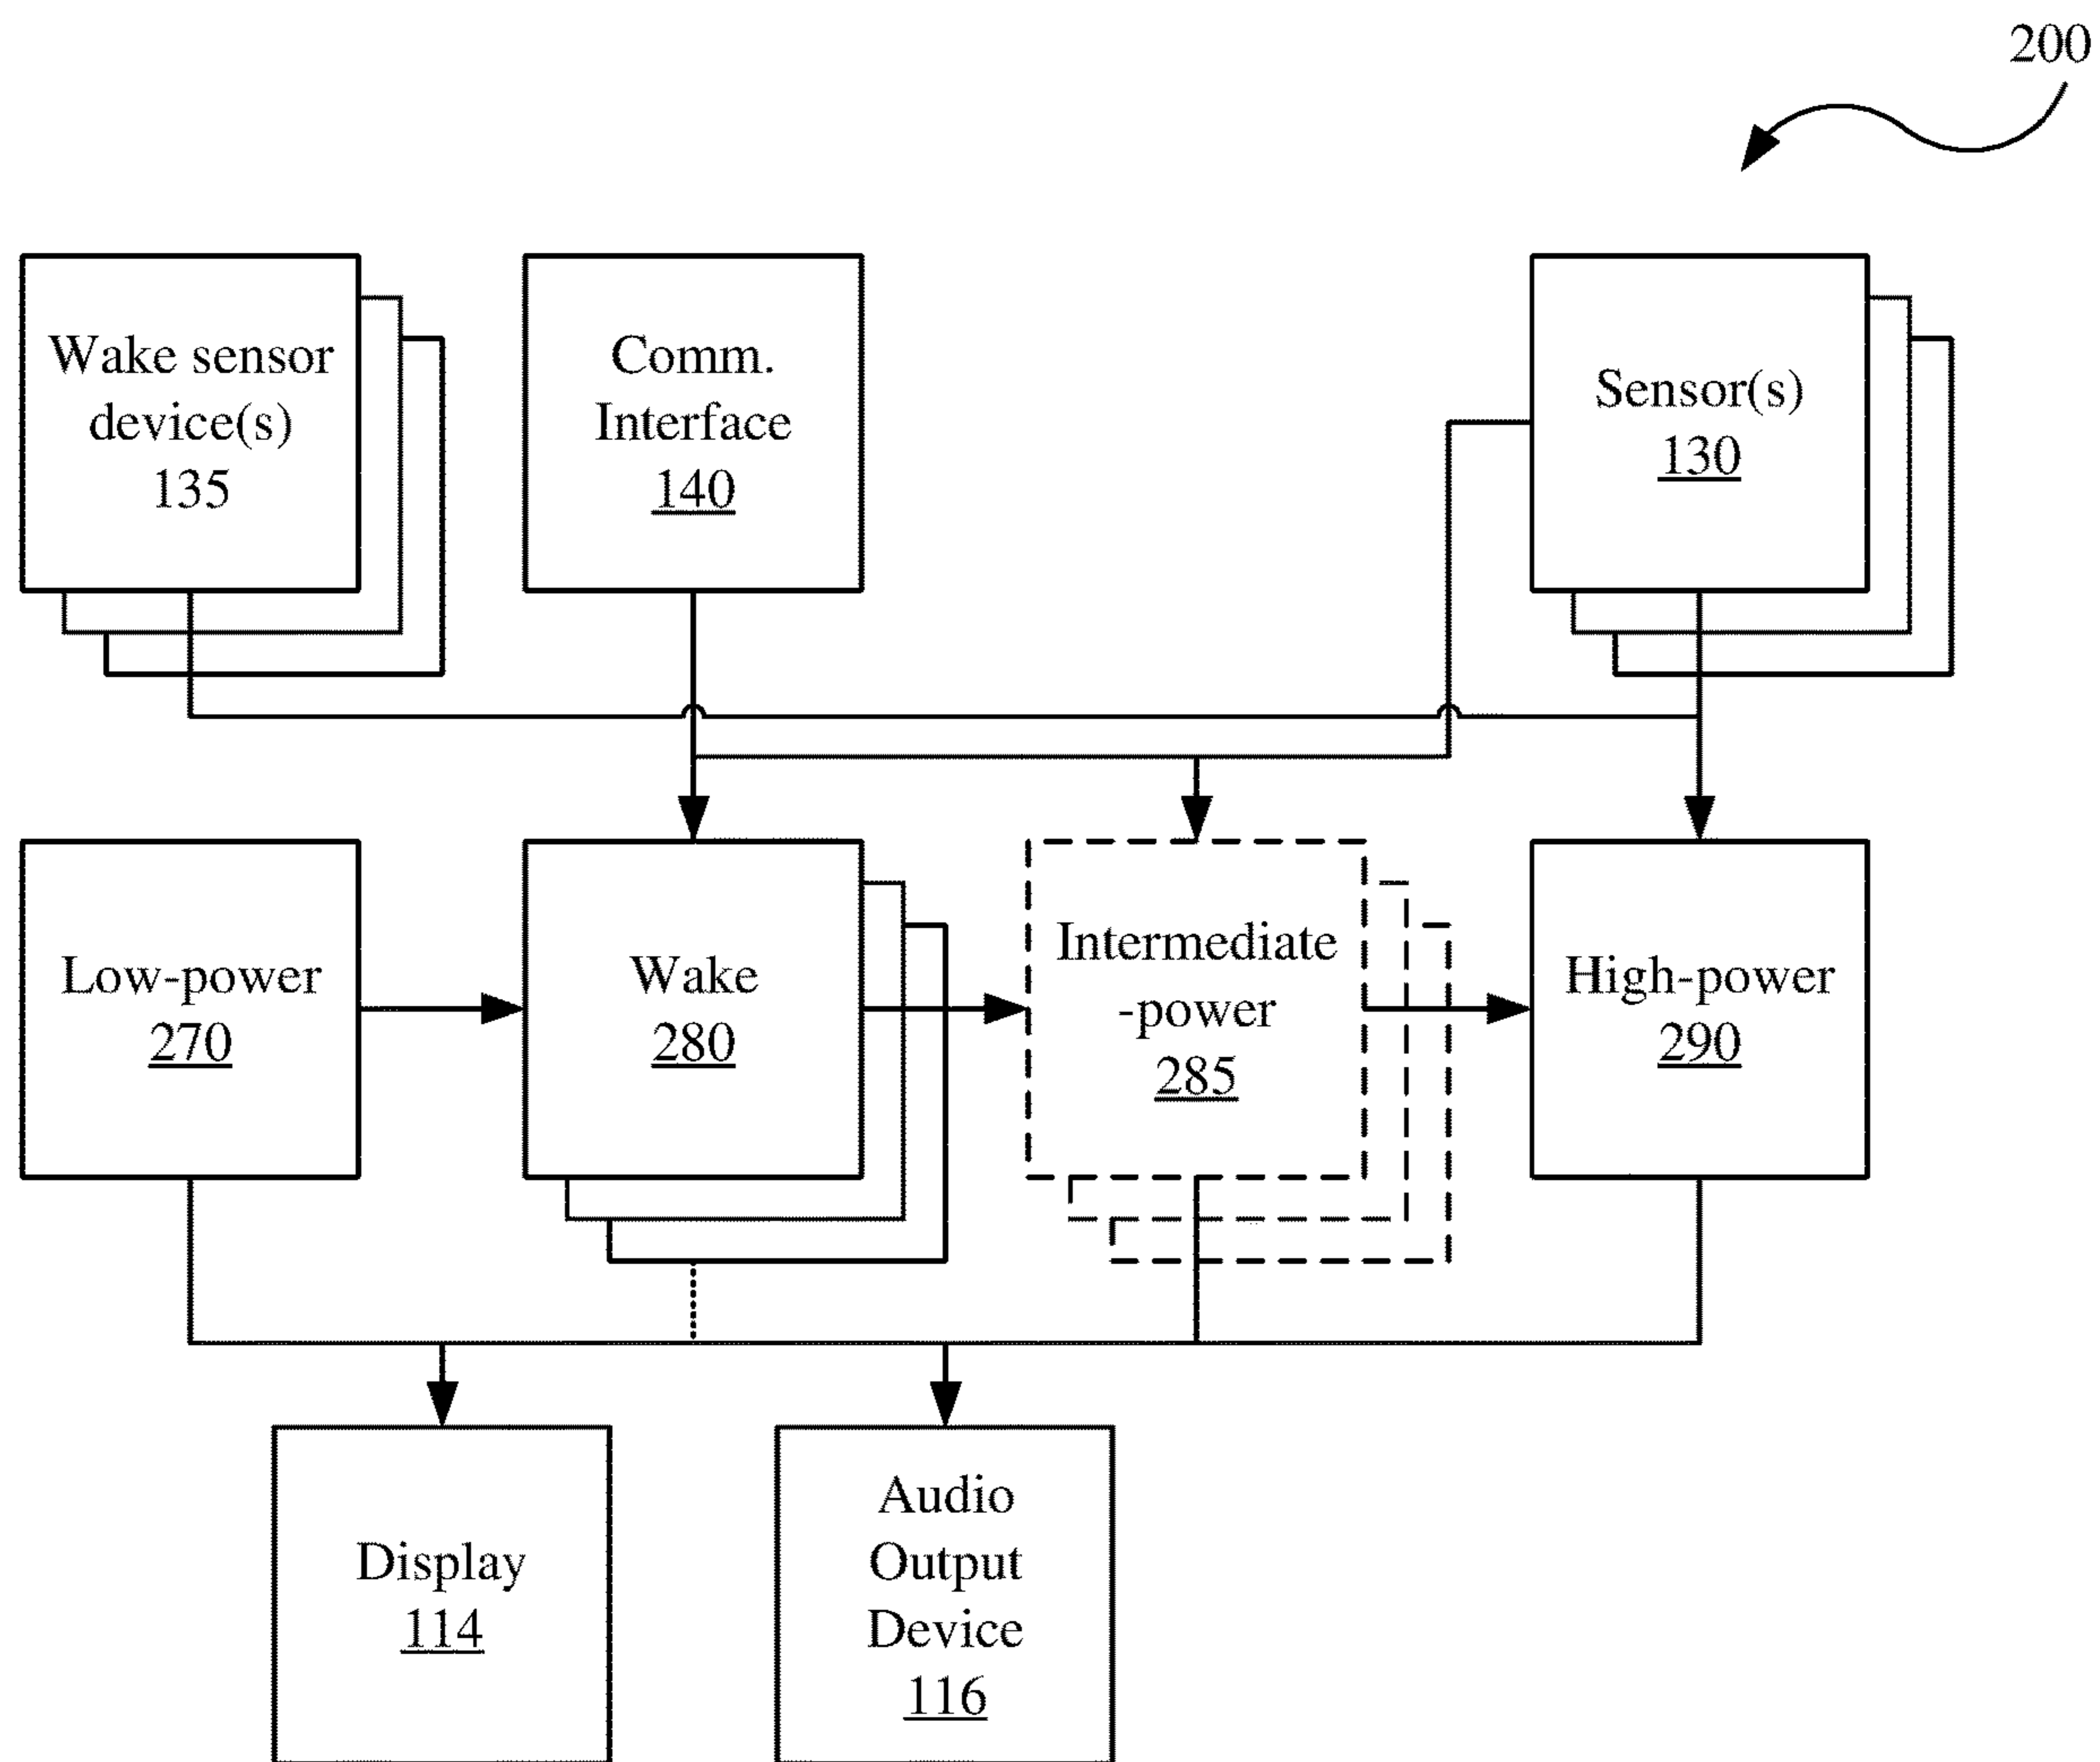 200
Wake sensor
device(s)
135
Comm.
Interface
140
Sensor(s)
130
Low-power
270
Wake
280
Intermediate
-power
285
High-power
290
Display
114
Audio
Output
Device
116